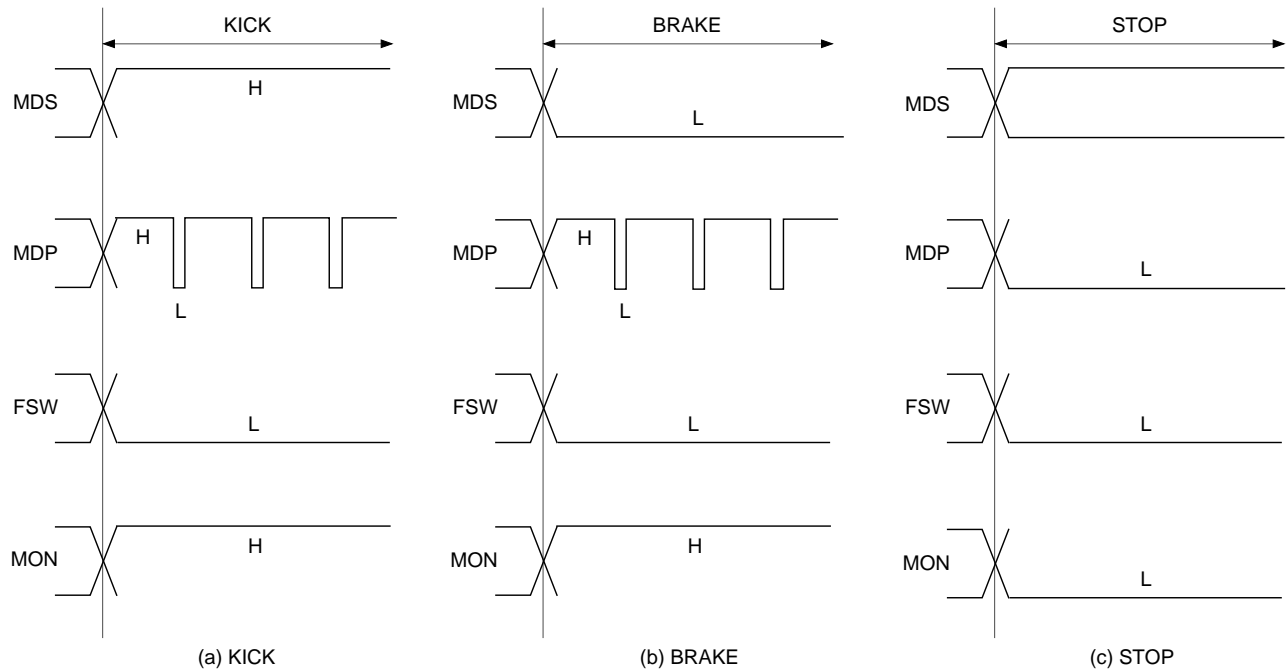 KICK
MDS
H
MDP
H
L
FSW
L
MON
H
(a) KICK
BRAKE
MDS
L
MDP
H
L
FSW
L
MON
H
(b) BRAKE
STOP
MDS
MDP
L
FSW
L
MON
L
(c) STOP